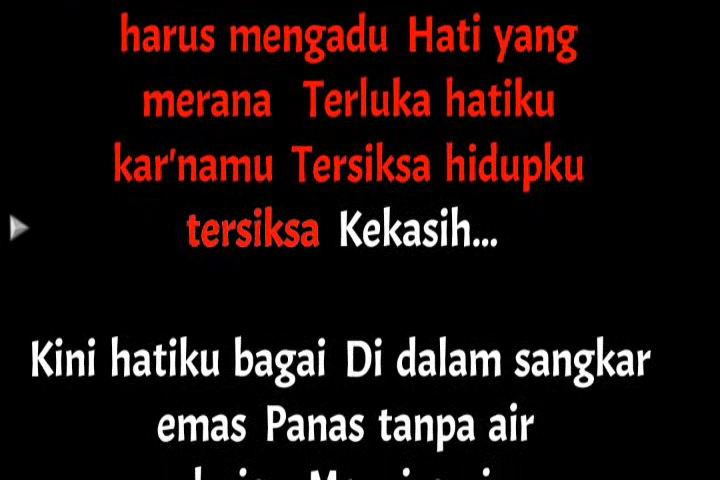 harus mengadu Hati yang
merana Terluka hatiku
kar'namu Tersiksa hidupku
tersiksa Kekasih...
Kini hatiku bagai Di dalam sangkar
emas Panas tanpa air